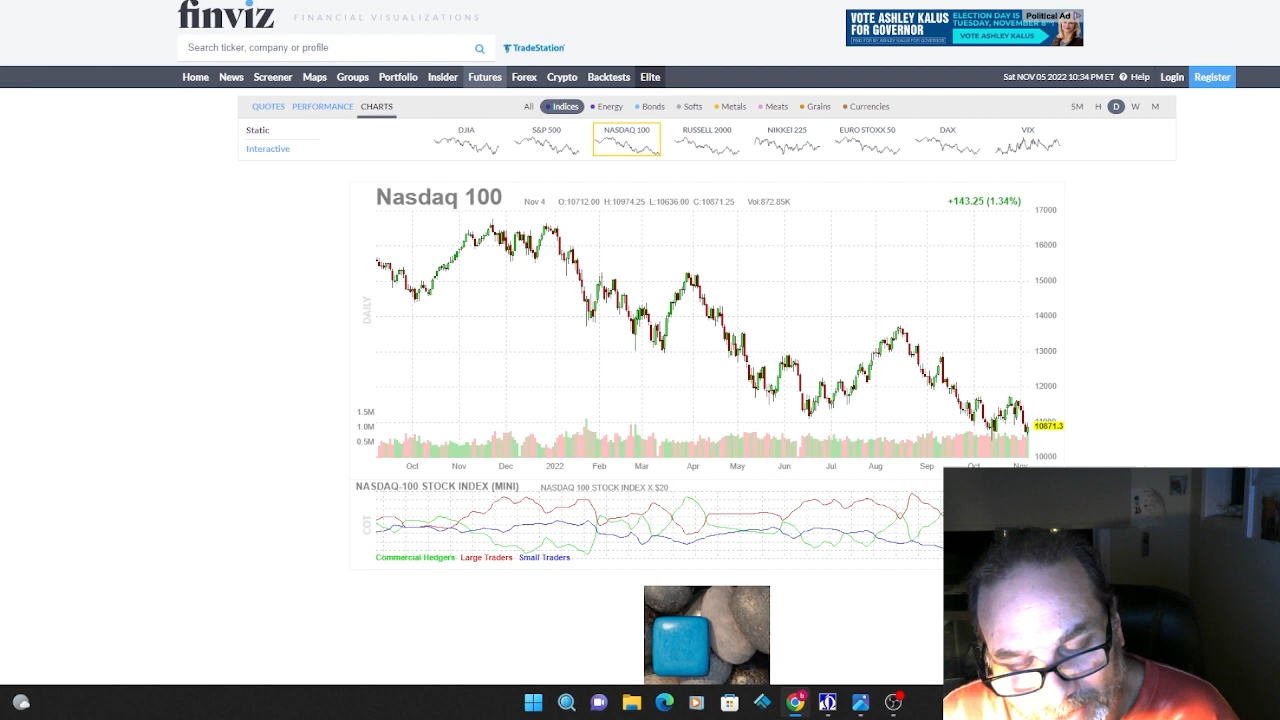 finviz FINANCIAL VISUALIZATIONS
VOTE ASHLEY KALUS
FOR GOVERNOR
ELECTION DAY IS
TUESDAY, NOVEMBER 8
VOTE ASHLEY KALUS
Political Ad
Search ticker, company or profile
TradeStation
Home News Screener Maps Groups Portfolio Insider Futures Forex Crypto Backtests Elite
Sat NOV 05 2022 10:34 PM ET Help Login Register
QUOTES PERFORMANCE CHARTS
All Indices Energy Bonds Softs Metals Meats Grains Currencies
5M H D W M
Static
Interactive
DJIA S&P 500 NASDAQ 100 RUSSELL 2000 NIKKEI 225 EURO STOXX 50 DAX VIX
Nasdaq 100 Nov 4 O:10712.00 H:10974.25 L:10636.00 C:10871.25 Vol:872.85K +143.25 (1.34%)
17000
16000
15000
14000
13000
12000
11000
10871.3
10000
DAILY
1.5M
1.0M
0.5M
Oct Nov Dec 2022 Feb Mar Apr May Jun Jul Aug Sep Oct Nov
NASDAQ-100 STOCK INDEX (MINI) NASDAQ 100 STOCK INDEX X $20
COT
Commercial Hedgers Large Traders Small Traders